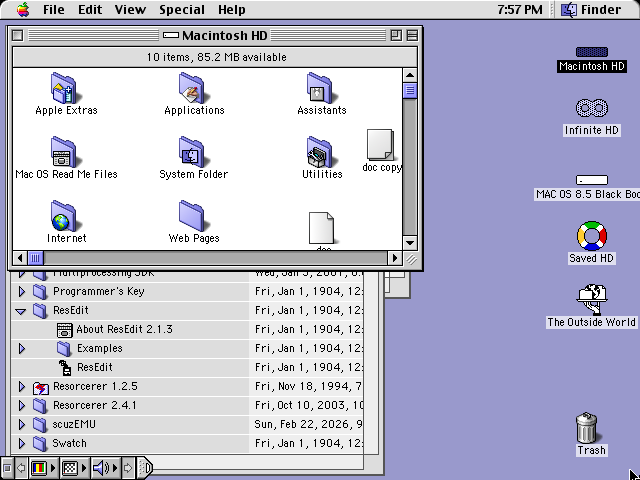 File Edit View Special Help 7:57 PM Finder
Macintosh HD
10 items, 85.2 MB available
Apple Extras
Applications
Assistants
MAC OS Read Me Files
System Folder
Utilities
doc copy
Internet
Web Pages
doc
Multiprocessing SDK
Programmer's Key Fri, Jan 1, 1904, 12:
ResEdit Fri, Jan 1, 1904, 12:
About ResEdit 2.1.3 Fri, Jan 1, 1904, 12:
Examples Fri, Jan 1, 1904, 12:
ResEdit Fri, Jan 1, 1904, 12:
Resorcerer 1.2.5 Fri, Nov 18, 1994, 7
Resorcerer 2.4.1 Fri, Oct 10, 2003, 10
scuzEMU Sun, Feb 22, 2026, 9
Swatch Fri, Jan 1, 1904, 12:
Macintosh HD
Infinite HD
MAC OS 8.5 Black Boo
Saved HD
The Outside World
Trash